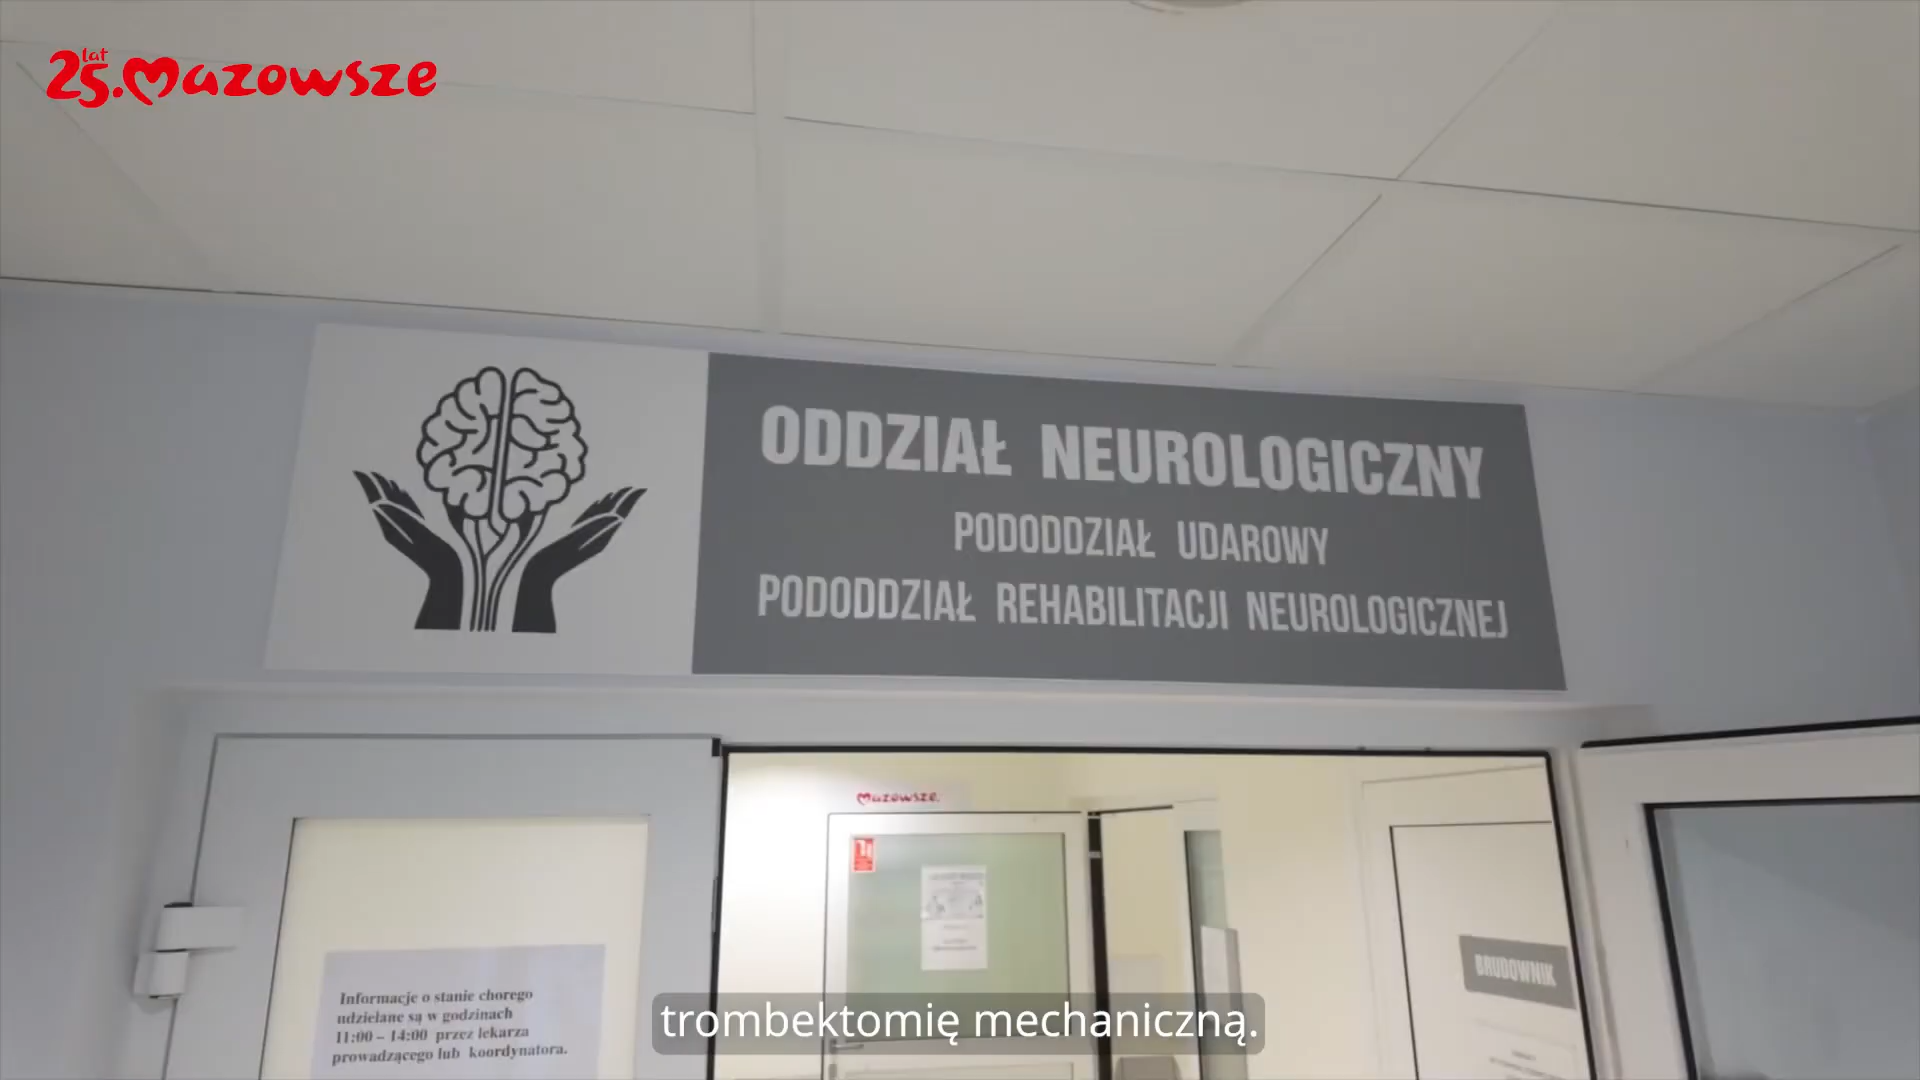 25 lat. Mazowsze
ODDZIAŁ NEUROLOGICZNY
PODODDZIAŁ UDAROWY
PODODDZIAŁ REHABILITACJI NEUROLOGICZNEJ
Mazowsze.
BRUDOWNIK
Informacje o stanie chorego
udzielane są w godzinach
11:00 – 14:00 przez lekarza
prowadzącego lub koordynatora.
trombektomię mechaniczną.